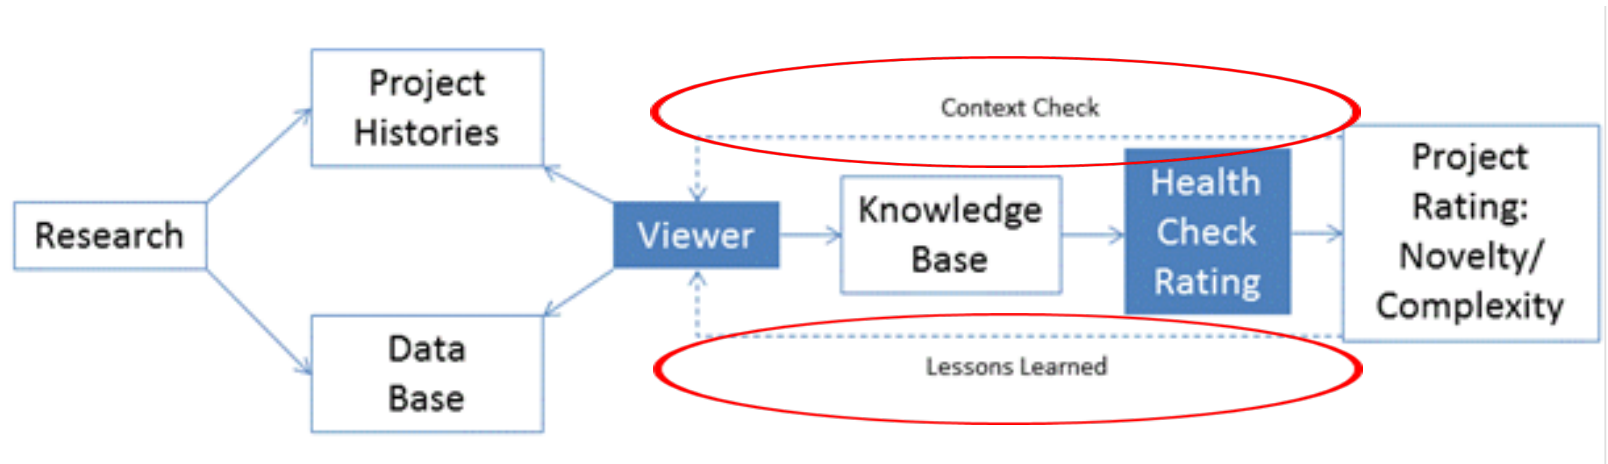 Project
Histories
Research
Data
Base
Viewer
Context Check
Knowledge
Base
Health
Check
Rating
Project
Rating:
Novelty/
Complexity
Lessons Learned